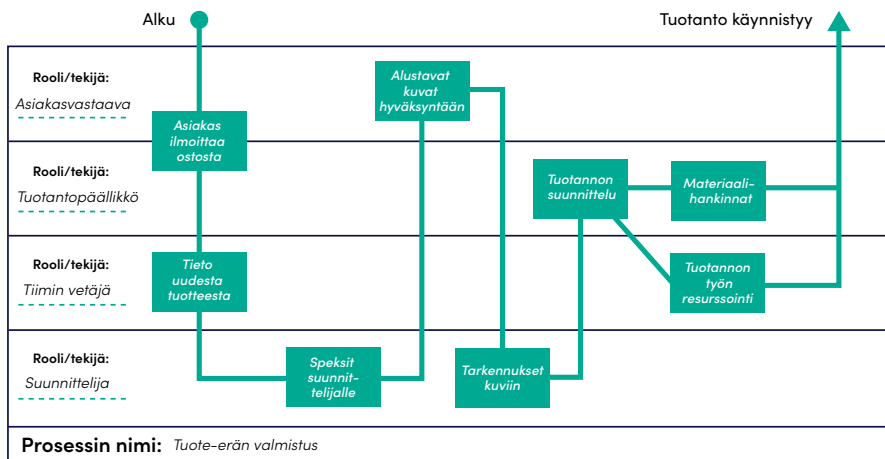 Alku
Tuotanto käynnistyy
Rooli/tekijä:
Asiakasvastaava
Asiakas
ilmoittaa
ostosta
Alustavat
kuvat
hyväksyntään
Rooli/tekijä:
Tuotantopäällikkö
Tuotannon
suunnittelu
Materiaali-
hankinnat
Rooli/tekijä:
Tiimin vetäjä
Tieto
uudesta
tuotteesta
Tuotannon
työn
resurssointi
Rooli/tekijä:
Suunnittelija
Speksit
suunnit-
telijalle
Tarkennukset
kuviin
Prosessin nimi: Tuote-erän valmistus